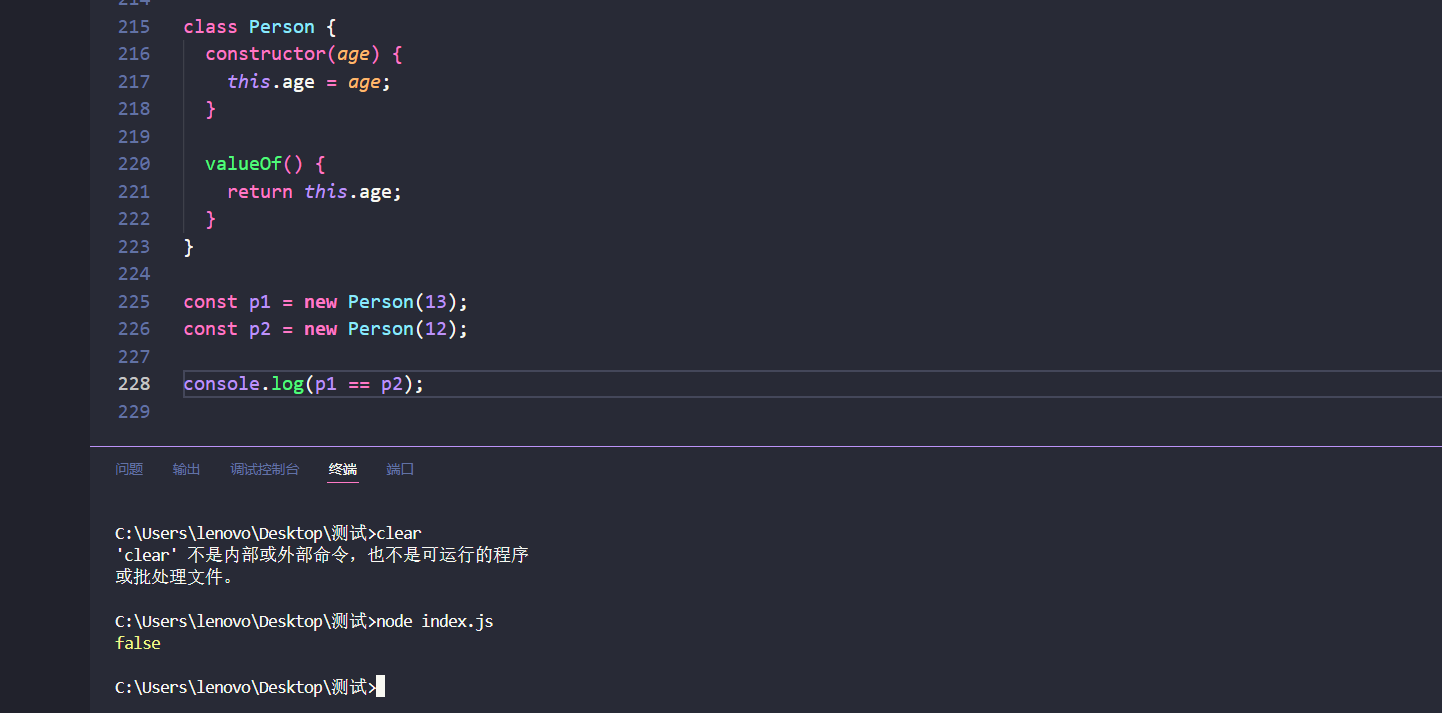 214
215 class Person {
216 constructor(age) {
217 this.age = age;
218 }
219
220 valueOf() {
221 return this.age;
222 }
223 }
224
225 const p1 = new Person(13);
226 const p2 = new Person(12);
227
228 console.log(p1 == p2);
229
问题 输出 调试控制台 终端 端口
C:\Users\lenovo\Desktop\测试>clear
'clear' 不是内部或外部命令，也不是可运行的程序
或批处理文件。
C:\Users\lenovo\Desktop\测试>node index.js
false
C:\Users\lenovo\Desktop\测试>